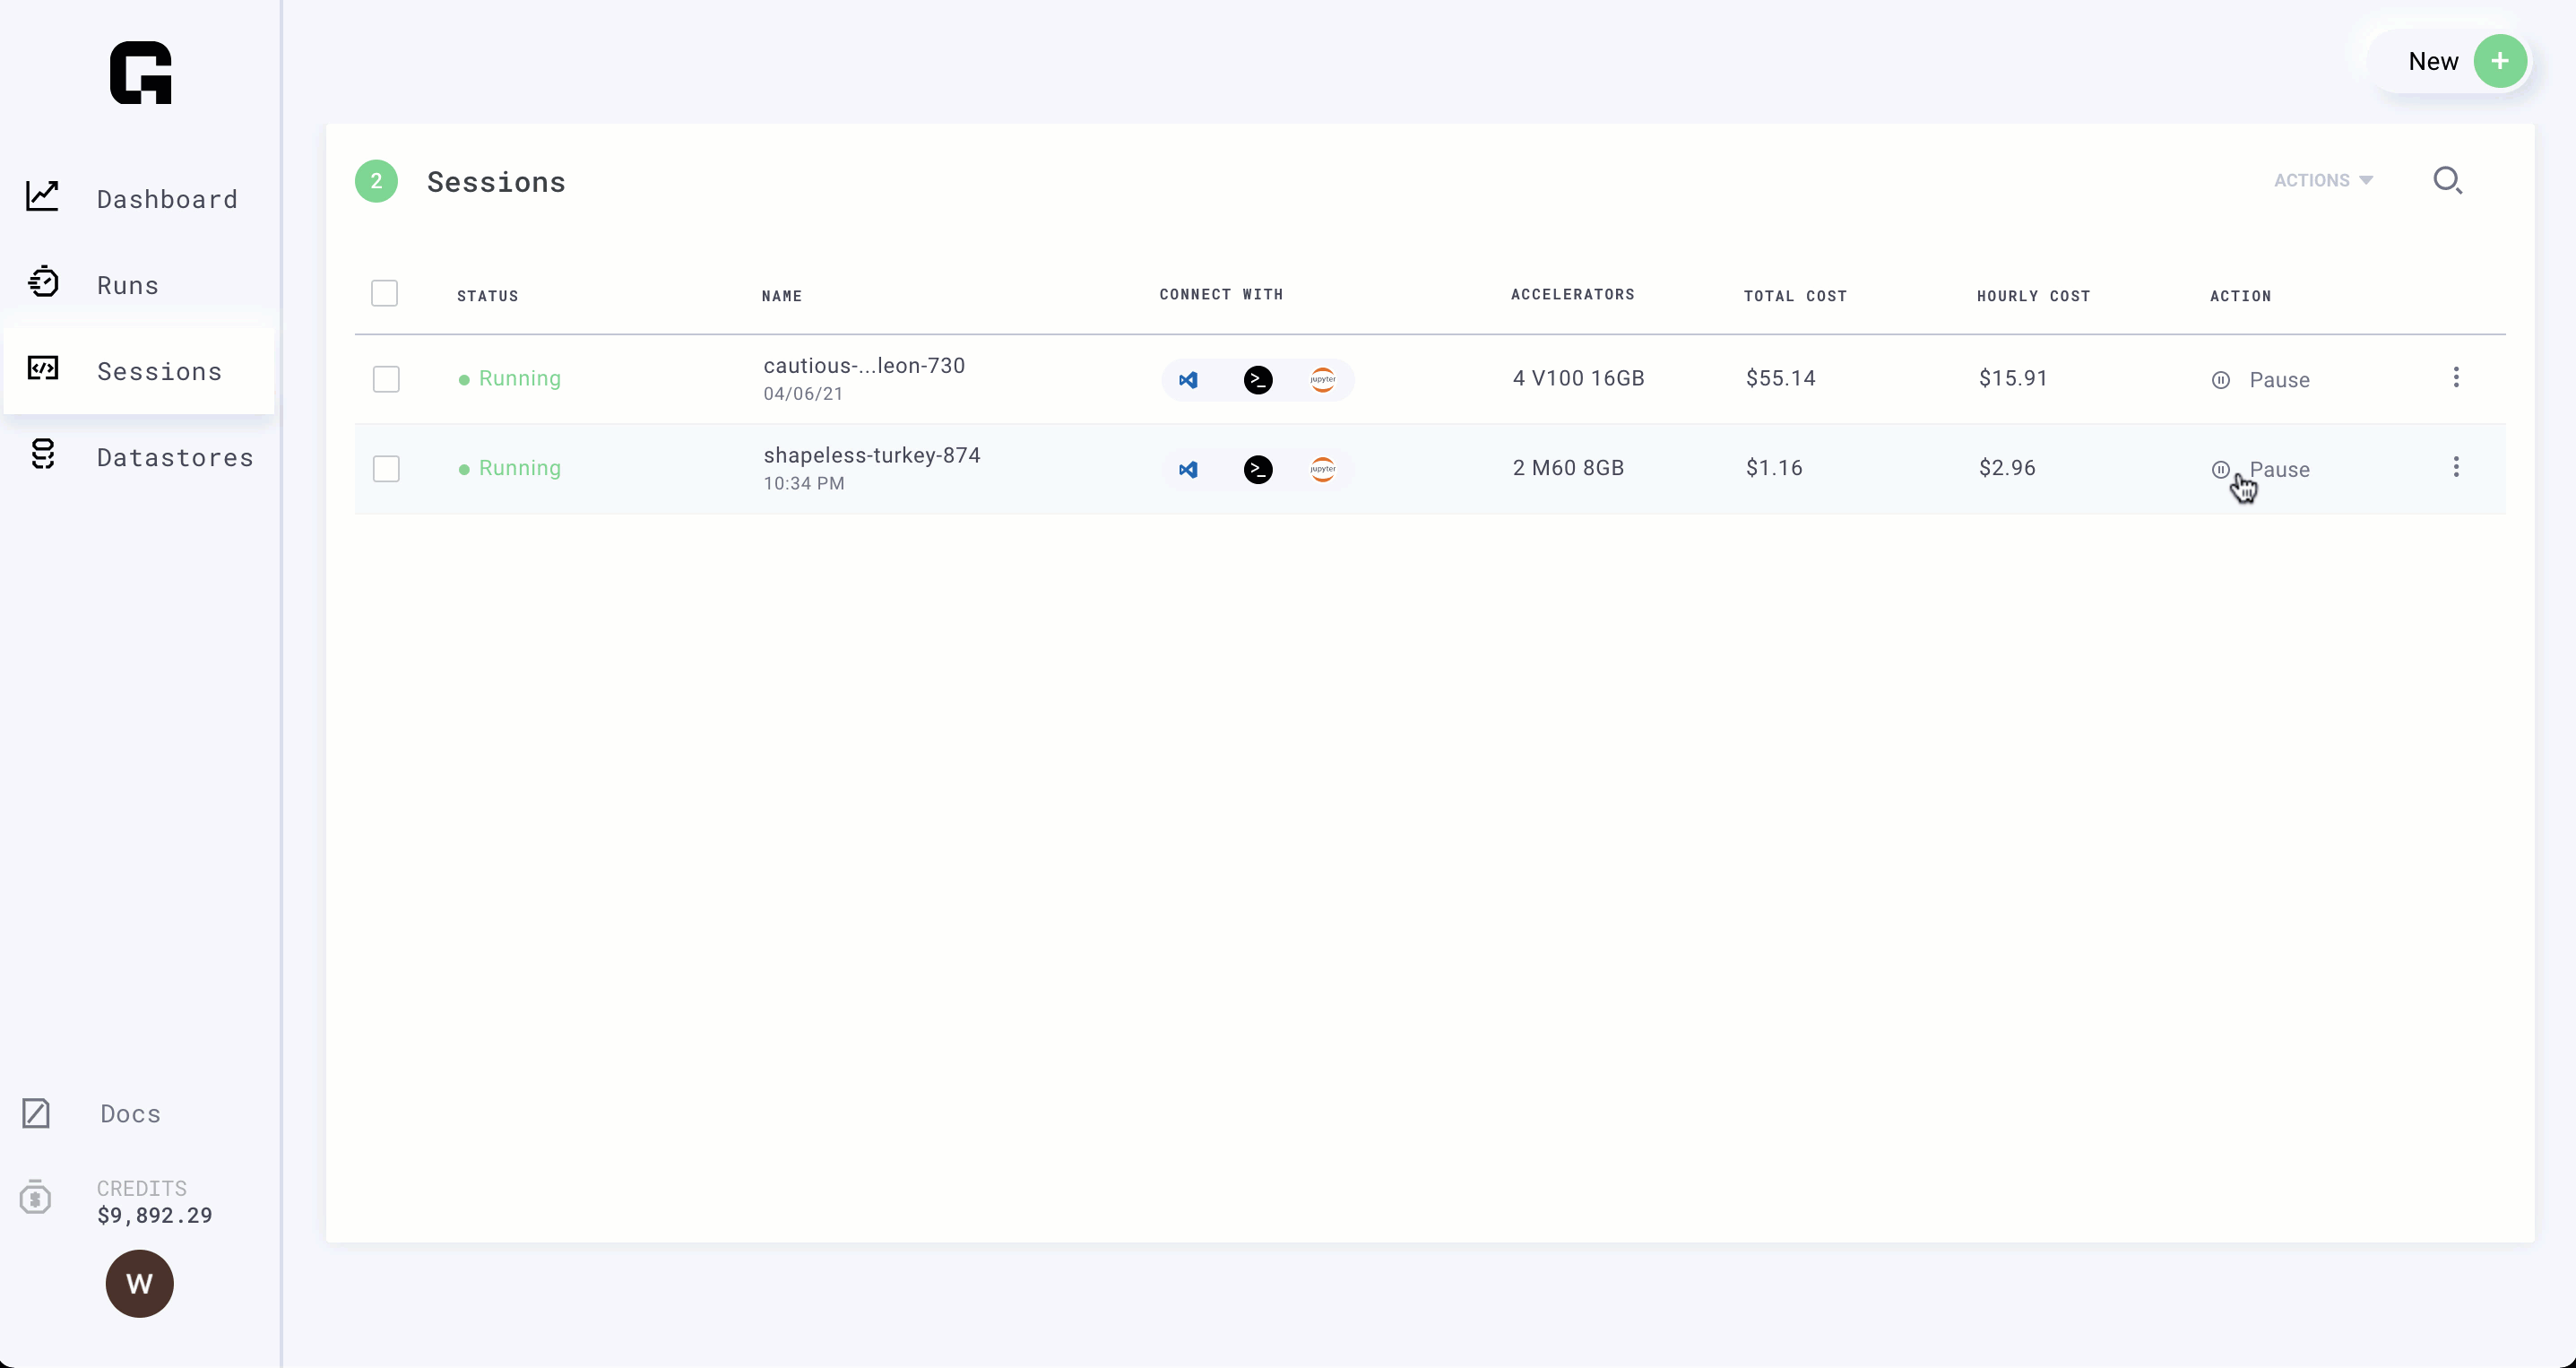 Dashboard
Runs
Sessions
Datastores
Docs
CREDITS
$9,892.29
W
New +
2 Sessions
ACTIONS
STATUS NAME CONNECT WITH ACCELERATORS TOTAL COST HOURLY COST ACTION
Running cautious-...leon-730 >_ jupyter 4 V100 16GB $55.14 $15.91 Pause
04/06/21
Running shapeless-turkey-874 >_ jupyter 2 M60 8GB $1.16 $2.96 Pause
10:34 PM